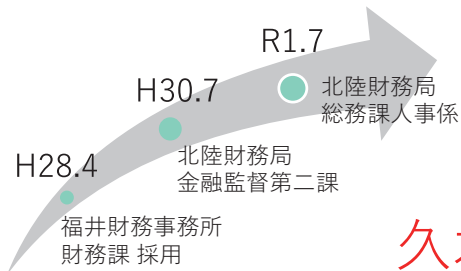 R1.7
北陸財務局
総務課人事係
H30.7
北陸財務局
金融監督第二課
H28.4
福井財務事務所
財務課 採用
久